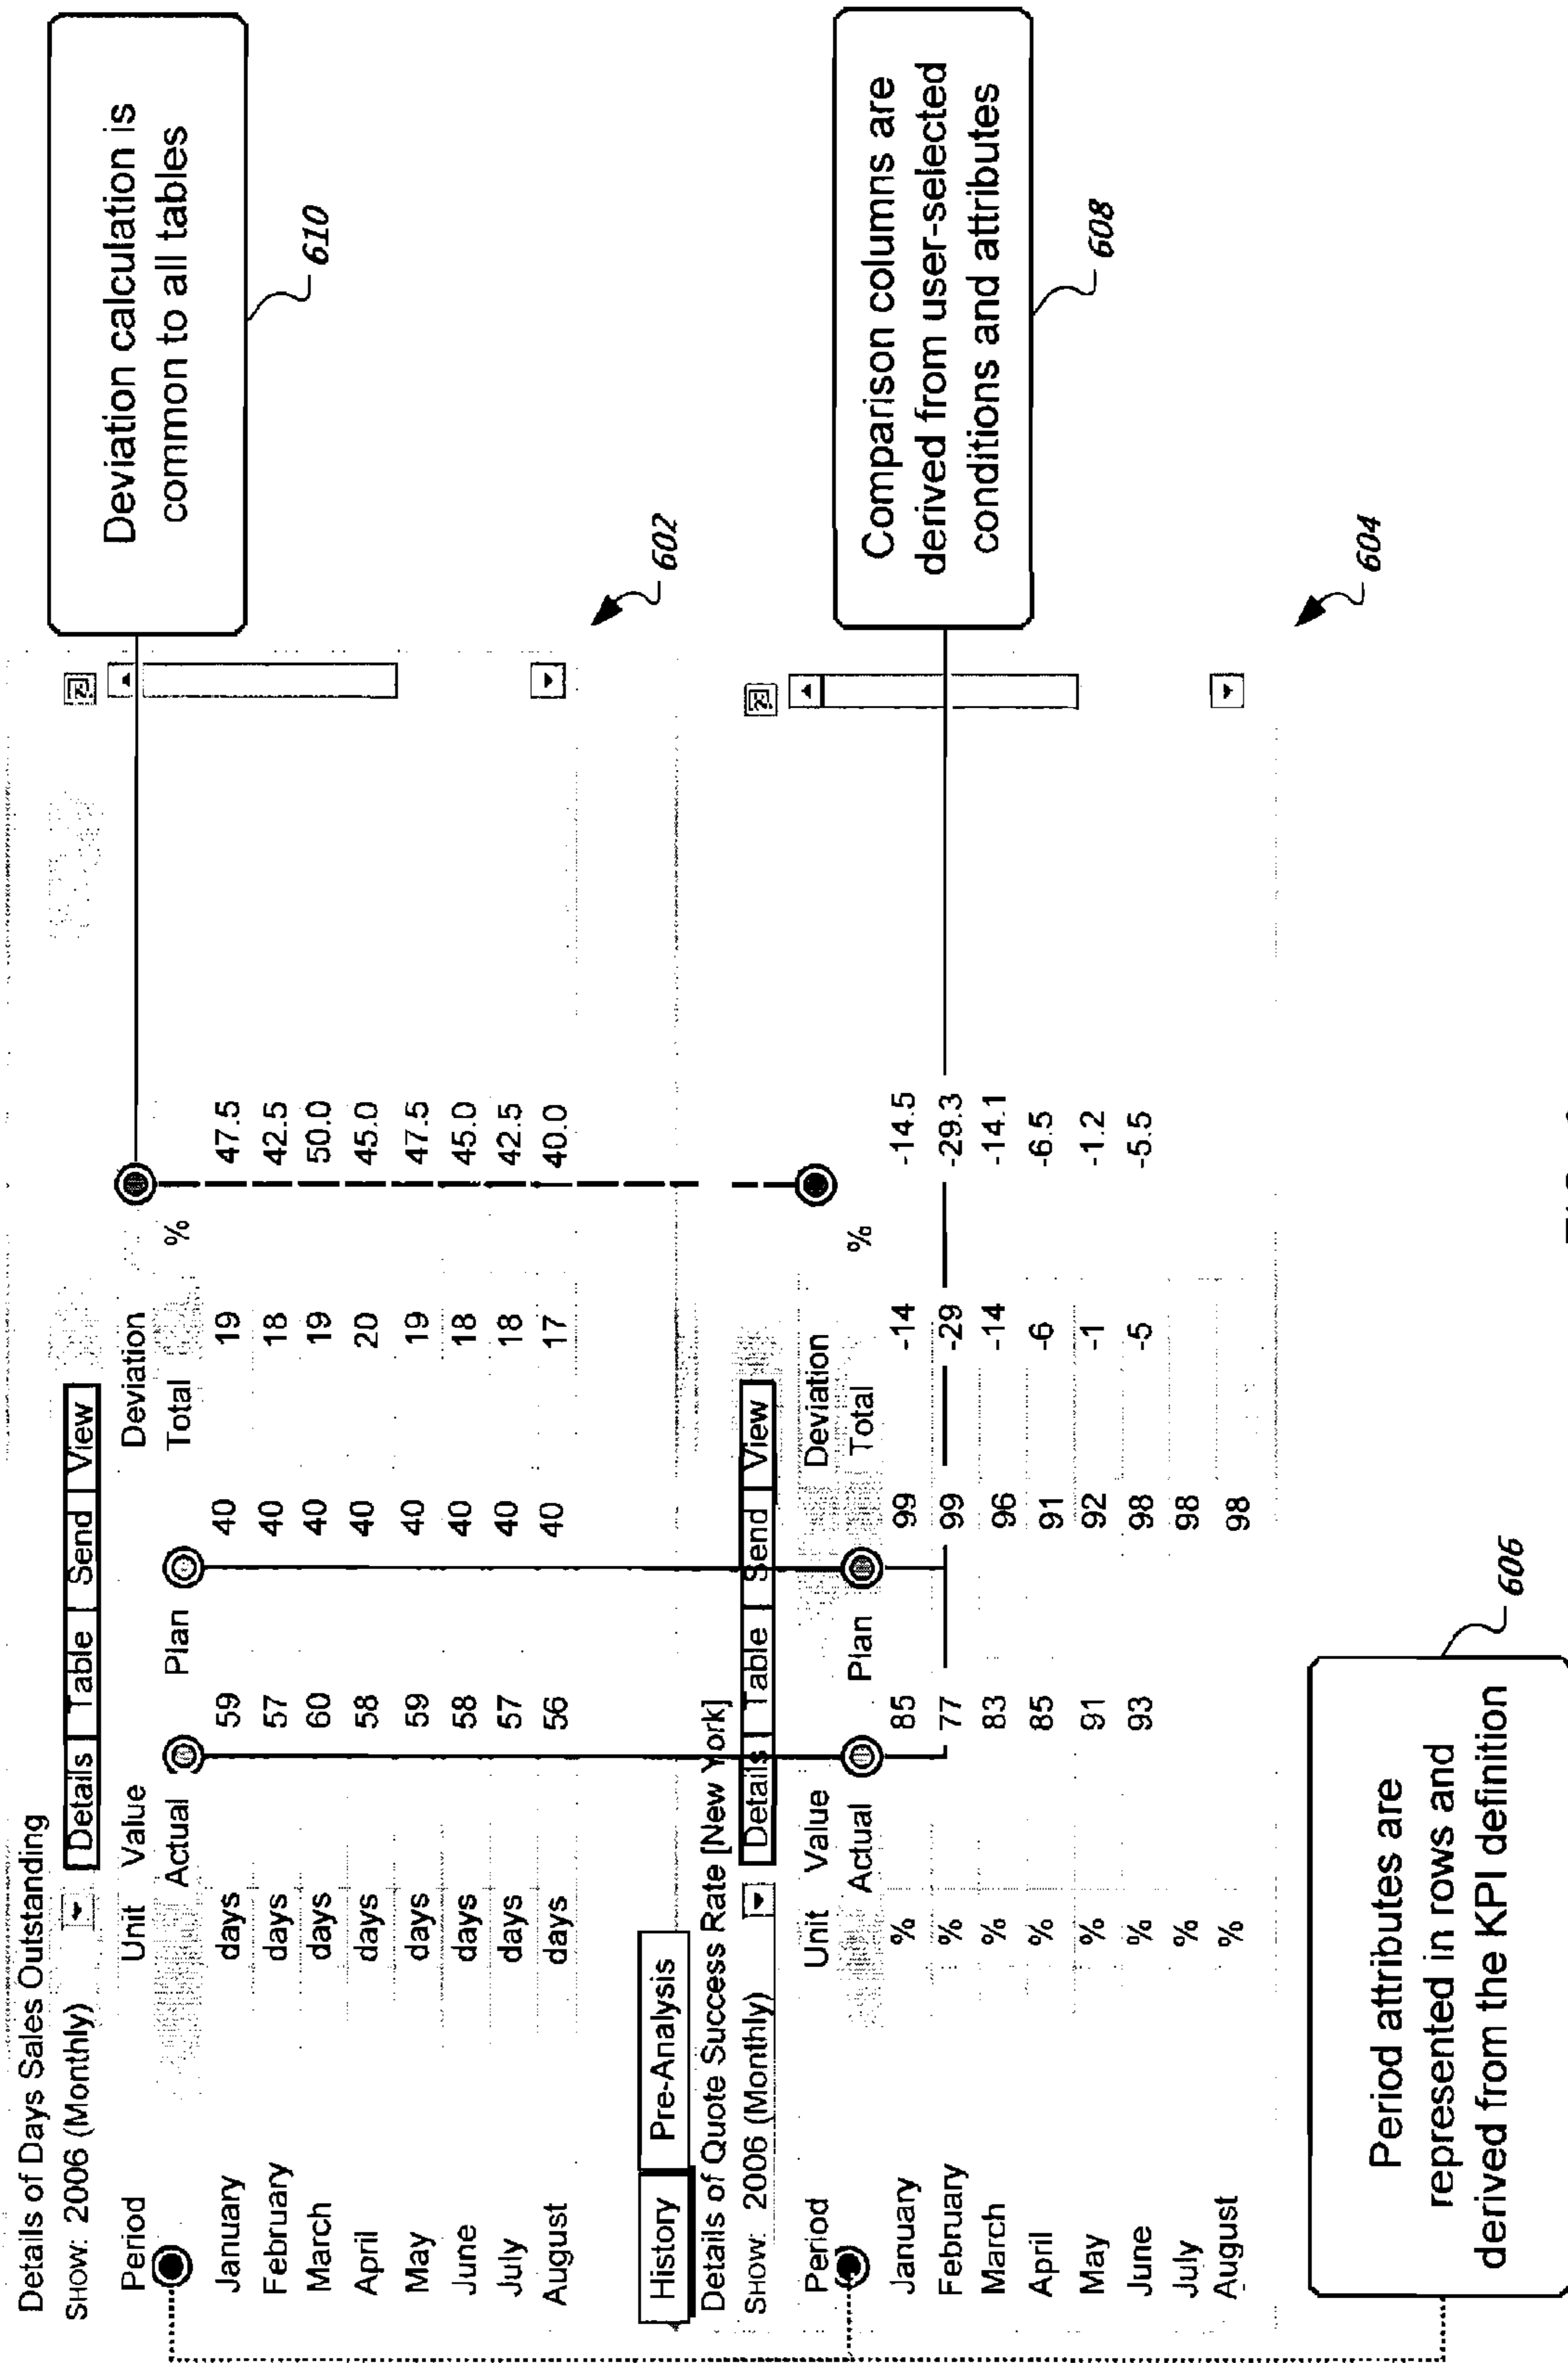 Details of Days Sales Outstanding
SHOW: 2006 (Monthly) Details Table Send View
Period Unit Value Deviation
Actual Plan Total %
January days 59 40 19 47.5
February days 57 40 18 42.5
March days 60 40 19 50.0
April days 58 40 20 45.0
May days 59 40 19 47.5
June days 58 40 18 45.0
July days 57 40 18 42.5
August days 56 40 17 40.0
Deviation calculation is
common to all tables
610
602
History Pre-Analysis
Details of Quote Success Rate [New York]
SHOW: 2006 (Monthly) Details Table Send View
Period Unit Value Deviation
Actual Plan Total %
January % 85 99 -14 -14.5
February % 77 99 -29 -29.3
March % 83 96 -14 -14.1
April % 85 91 -6 -6.5
May % 91 92 -1 -1.2
June % 93 98 -5 -5.5
July % 98
August % 98
Comparison columns are
derived from user-selected
conditions and attributes
608
604
Period attributes are
represented in rows and
derived from the KPI definition
606